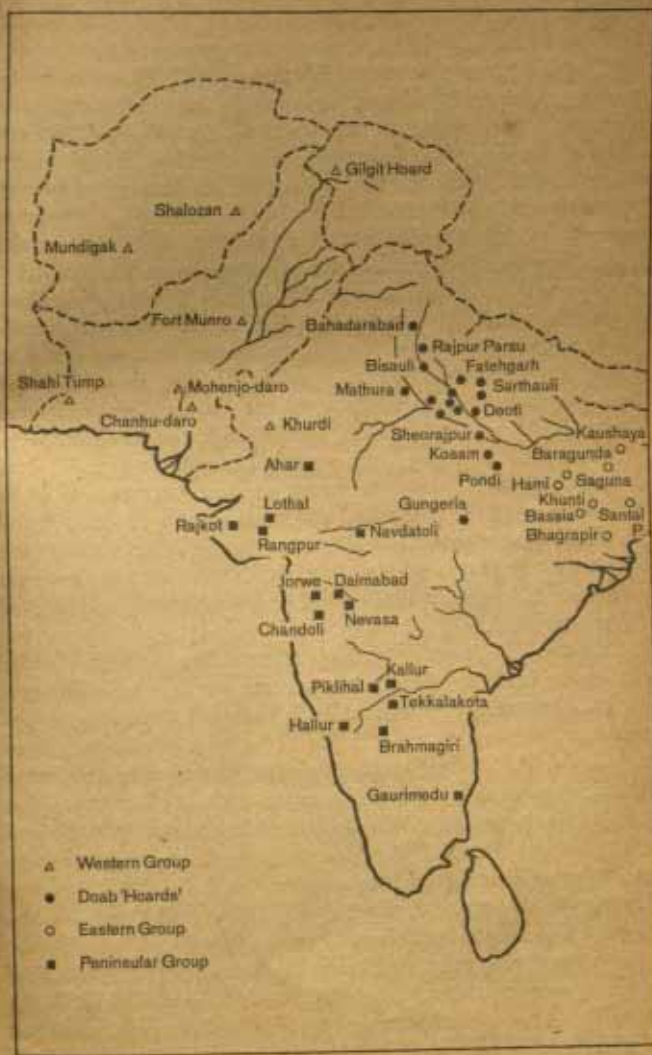 Gilgit Hoard
Shalozan
Mundigak
Fort Munro
Bahadarabad
Rajpur Parsu
Bisauli
Fatehgarh
Shahi Tump
Mohenjo-daro
Mathura
Sarthauli
Chanhu-daro
Khurdi
Deoti
Sheorajpur
Kaushaya
Kosam
Baragunda
Ahar
Pondi
Hami
Saguna
Lothal
Gungeria
Khunti
Rajkot
Navdatoli
Bassia
Santal
P.
Rangpur
Bhagrapir
Jorwe
Daimabad
Nevasa
Chandoli
Kallur
Piklihal
Tekkalakota
Hallur
Brahmagiri
Gaurimedu
Western Group
Doab 'Hoards'
Eastern Group
Peninsular Group